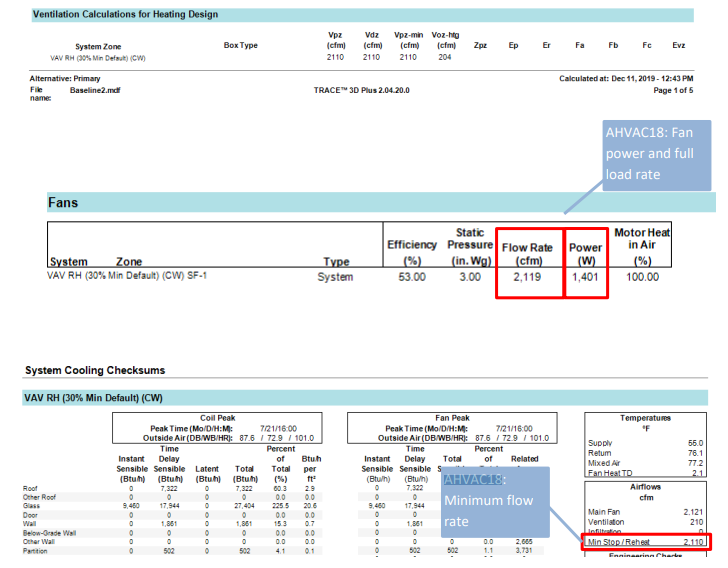 Ventilation Calculations for Heating Design
Vpz Vdz Vpz-min Voz-htg
System Zone Box Type (cfm) (cfm) (cfm) (cfm) Zpz Ep Er Fa Fb Fc Evz
VAV RH (30% Min Default) (CW) 2110 2110 2110 204
Alternative: Primary Calculated at: Dec 11, 2019 - 12:43 PM
File name: Baseline2.mdf TRACE™ 3D Plus 2.04.20.0 Page 1 of 5
AHVAC18: Fan
power and full
load rate
Fans
Static Motor Heat
Efficiency Pressure Flow Rate Power in Air
System Zone Type (%) (in. Wg) (cfm) (W) (%)
VAV RH (30% Min Default) (CW) SF-1 System 53.00 3.00 2,119 1,401 100.00
System Cooling Checksums
VAV RH (30% Min Default) (CW)
Coil Peak Fan Peak Temperatures
Peak Time (Mo/D/H:M): 7/21/16:00 Peak Time (Mo/D/H:M): 7/21/16:00 °F
Outside Air (DB/WB/HR): 87.6 / 72.9 / 101.0 Outside Air (DB/WB/HR): 87.6 / 72.9 / 101.0
Supply 55.0
Return 76.1
Mixed Air 77.2
Fan Heat TD 2.1
Time Percent Time Percent
Instant Delay of Btu/h Instant Delay of Related
Sensible Sensible Latent Total Total per Sensible Sensible
(Btu/h) (Btu/h) (Btu/h) (Btu/h) (%) ft² (Btu/h) (Btu/h)
Roof 0 7,322 0 7,322 60.3 2.9 0 7,322
Other Roof 0 0 0 0 0.0 0.0 0 0
Glass 9,460 17,944 0 27,404 225.5 20.6 9,460 17,944
Door 0 0 0 0 0.0 0.0 0 0
Wall 0 1,861 0 1,861 15.3 0.7 0 1,861
Below-Grade Wall 0 0 0 0 0.0 0.0 0 0
Other Wall 0 0 0 0 0.0 0.0 0 0 0 0.0 2,665
Partition 0 502 0 502 4.1 0.1 0 502 502 1.1 3,731
AHVAC18:
Minimum flow
rate
Airflows
cfm
Main Fan 2,121
Ventilation 210
Infiltration 0
Min Stop / Reheat 2,110
Engineering Checks